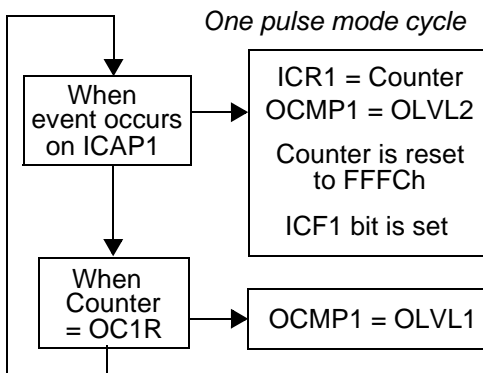 One pulse mode cycle
When
event occurs
on ICAP1
ICR1 = Counter
OCMP1 = OLVL2
Counter is reset
to FFFCh
ICF1 bit is set
When
Counter
= OC1R
OCMP1 = OLVL1